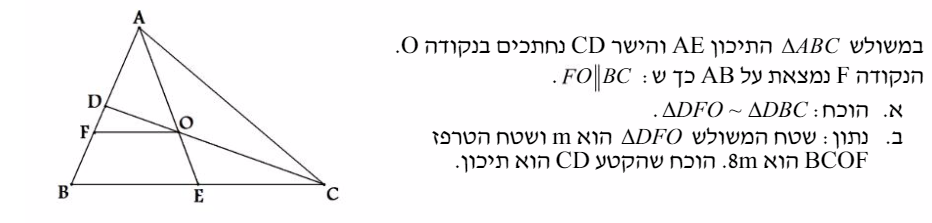 A
D
F
O
B
E
C
במשולש ΔABC התיכון AE והישר CD נחתכים בנקודה O.
הנקודה F נמצאת על AB כך ש: FO∥BC.
א. הוכח: ΔDFO ~ ΔDBC.
ב. נתון: שטח המשולש ΔDFO הוא m ושטח הטרפז
BCOF הוא 8m. הוכח שהקטע CD הוא תיכון.